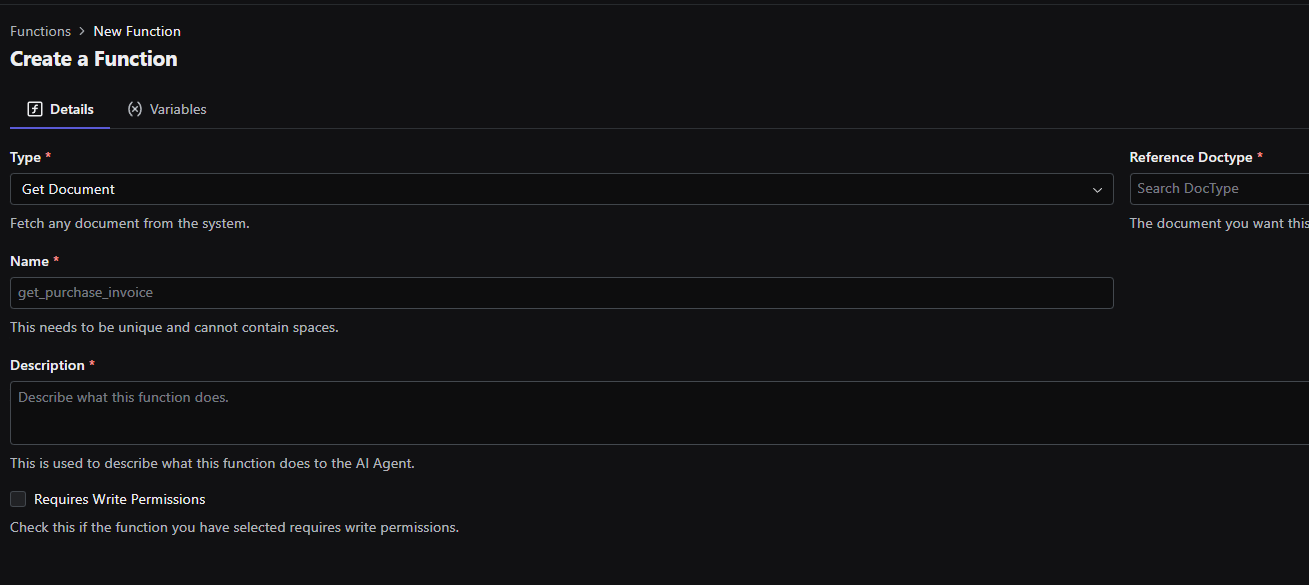 Functions > New Function
Create a Function
Details Variables
Type * Reference Doctype *
Get Document Search DocType
Fetch any document from the system. The document you want this
Name *
get_purchase_invoice
This needs to be unique and cannot contain spaces.
Description *
Describe what this function does.
This is used to describe what this function does to the AI Agent.
Requires Write Permissions
Check this if the function you have selected requires write permissions.